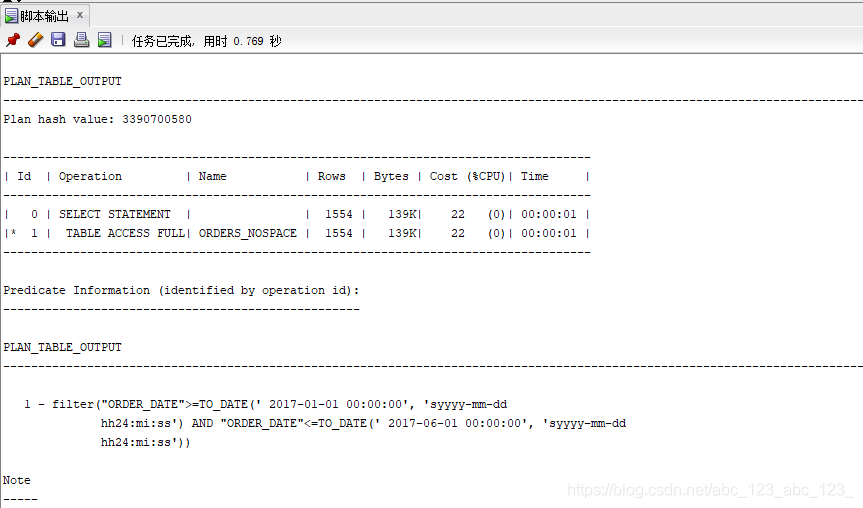 脚本输出 x
任务已完成, 用时 0.769 秒
PLAN_TABLE_OUTPUT
--------------------------------------------------------------------------------------------------------------------------
Plan hash value: 3390700580
------------------------------------------------------------------------------------
| Id  | Operation         | Name            | Rows  | Bytes | Cost (%CPU)| Time     |
------------------------------------------------------------------------------------
|   0 | SELECT STATEMENT  |                 |  1554 |   139K|    22   (0)| 00:00:01 |
|*  1 |  TABLE ACCESS FULL| ORDERS_NOSPACE  |  1554 |   139K|    22   (0)| 00:00:01 |
------------------------------------------------------------------------------------
Predicate Information (identified by operation id):
---------------------------------------------------
PLAN_TABLE_OUTPUT
--------------------------------------------------------------------------------------------------------------------------
1 - filter("ORDER_DATE">=TO_DATE(' 2017-01-01 00:00:00', 'syyyy-mm-dd
hh24:mi:ss') AND "ORDER_DATE"<=TO_DATE(' 2017-06-01 00:00:00', 'syyyy-mm-dd
hh24:mi:ss'))
Note
-----
https://blog.csdn.net/abc_123_abc_123_